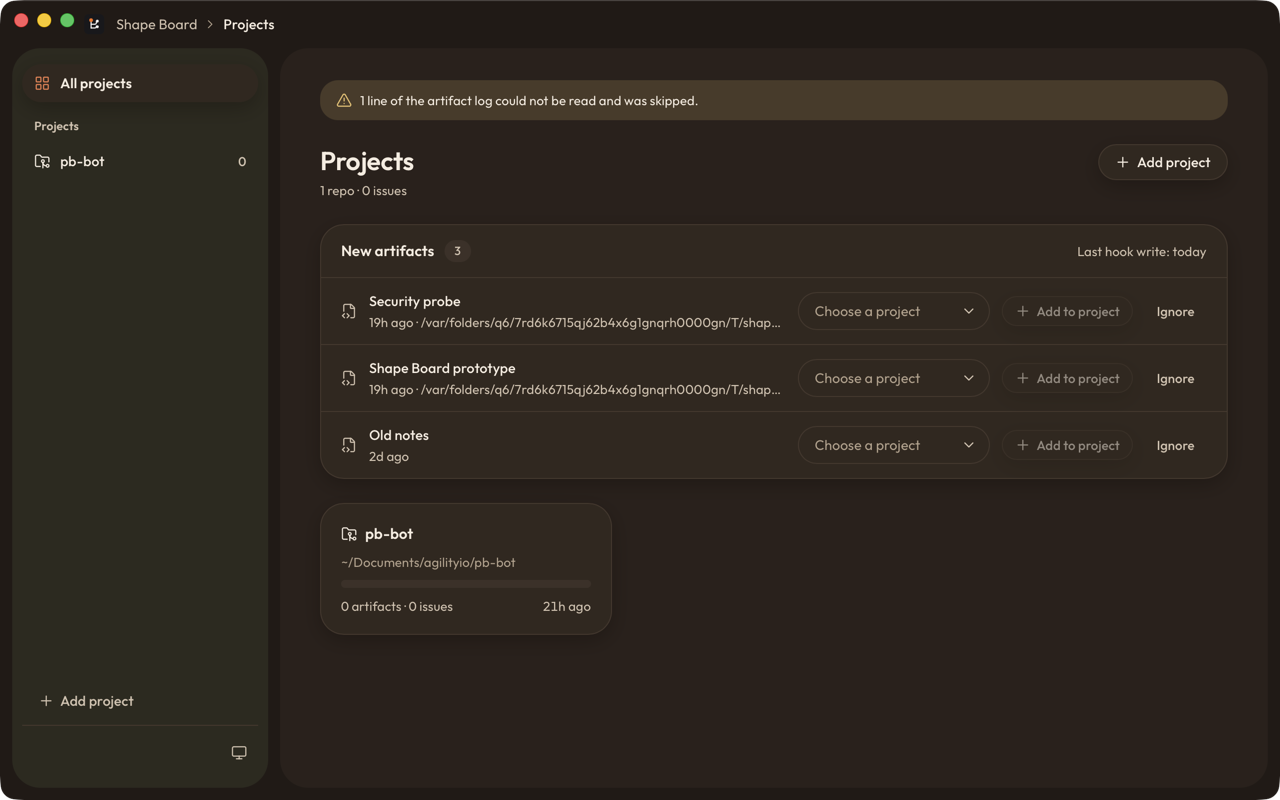 Shape Board > Projects
All projects
Projects
pb-bot 0
Add project
1 line of the artifact log could not be read and was skipped.
Projects
Add project
1 repo · 0 issues
New artifacts 3
Last hook write: today
Security probe
19h ago · /var/folders/q6/7rd6k6715qj62b4x6g1gnqrh0000gn/T/shap...
Choose a project
Add to project
Ignore
Shape Board prototype
19h ago · /var/folders/q6/7rd6k6715qj62b4x6g1gnqrh0000gn/T/shap...
Choose a project
Add to project
Ignore
Old notes
2d ago
Choose a project
Add to project
Ignore
pb-bot
~/Documents/agilityio/pb-bot
0 artifacts · 0 issues
21h ago